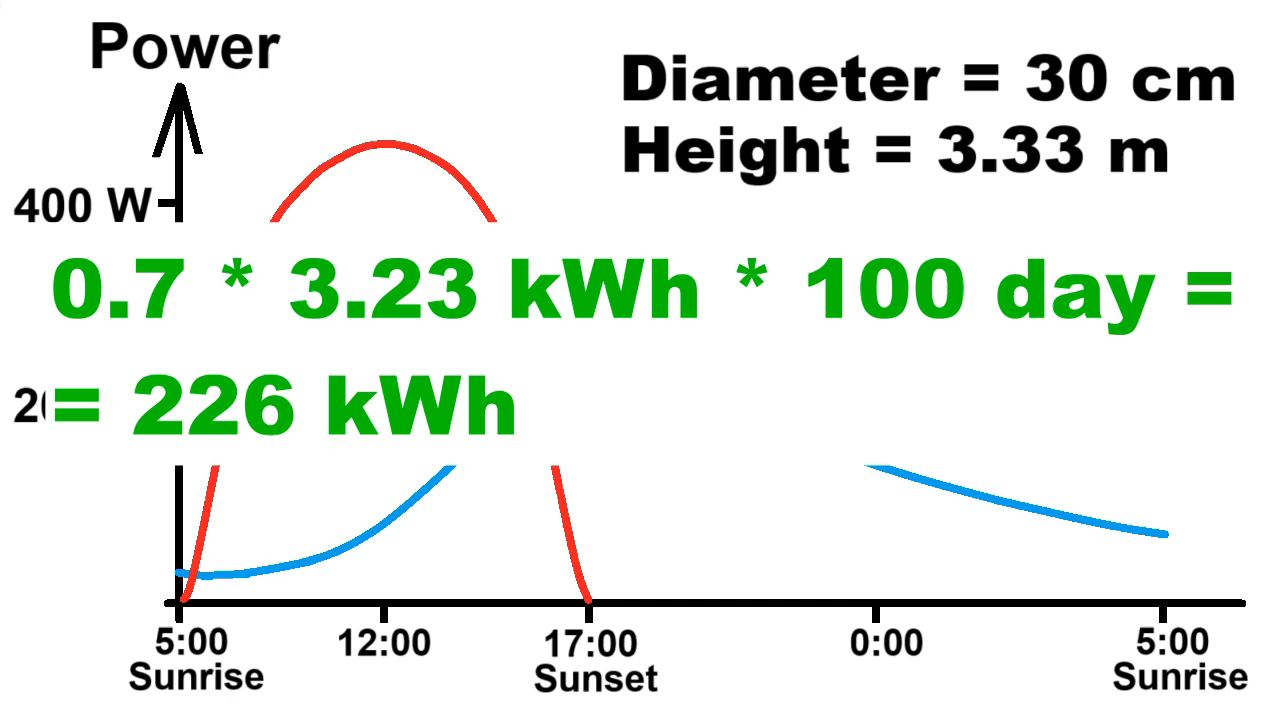 Power
Diameter = 30 cm
Height = 3.33 m
400 W
0.7 * 3.23 kWh * 100 day =
= 226 kWh
5:00
12:00
17:00
0:00
5:00
Sunrise
Sunset
Sunrise